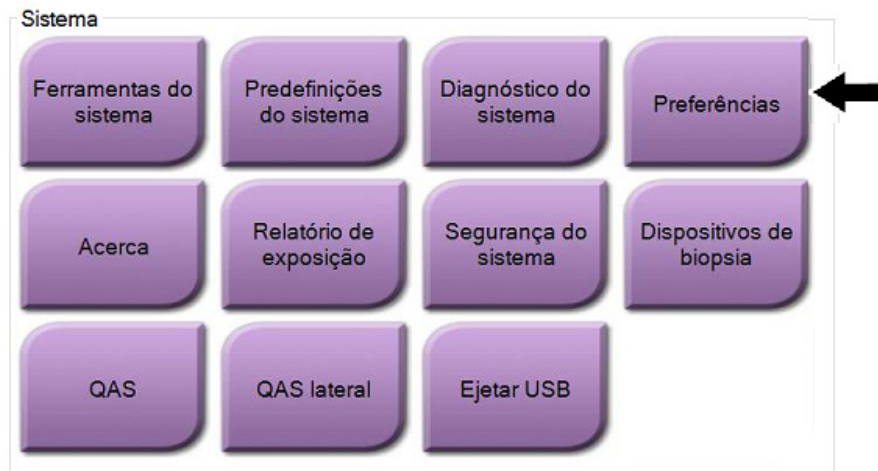 Sistema
Ferramentas do
sistema
Predefinições
do sistema
Diagnóstico do
sistema
Preferências
Acerca
Relatório de
exposição
Segurança do
sistema
Dispositivos de
biopsia
QAS
QAS lateral
Ejetar USB